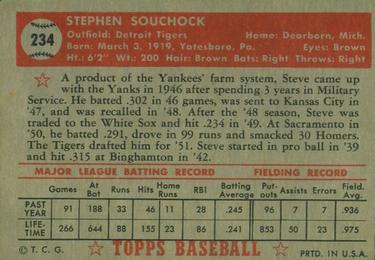 234
STEPHEN SOUCHOCK
Outfield: Detroit Tigers Home: Dearborn, Mich.
Born: March 3, 1919, Yatesboro, Pa. Eyes: Brown
Ht.: 6'2" Wt.: 200 Hair: Brown Bats: Right Throws: Right
A product of the Yankees' farm system, Steve came up
with the Yanks in 1946 after spending 3 years in Military
Service. He batted .302 in 46 games, was sent to Kansas City in
'47, and was recalled in '48. After the '48 season, Steve was
traded to the White Sox and hit .234 in '49. At Sacramento in
'50, he batted .291, drove in 99 runs and smacked 30 Homers.
The Tigers drafted him for '51. Steve started in pro ball in '39
and hit .315 at Binghamton in '42.
MAJOR LEAGUE BATTING RECORD FIELDING RECORD
Games At Bat Runs Hits Home Runs RBI Batting Average Put-outs Assists Errors Field. Avg.
PAST YEAR 91 188 33 46 11 28 .245 96 7 7 .936
LIFE-TIME 266 644 88 155 23 86 .241 853 50 23 .975
© T. C. G. TOPPS BASEBALL PRTD. IN U.S.A.